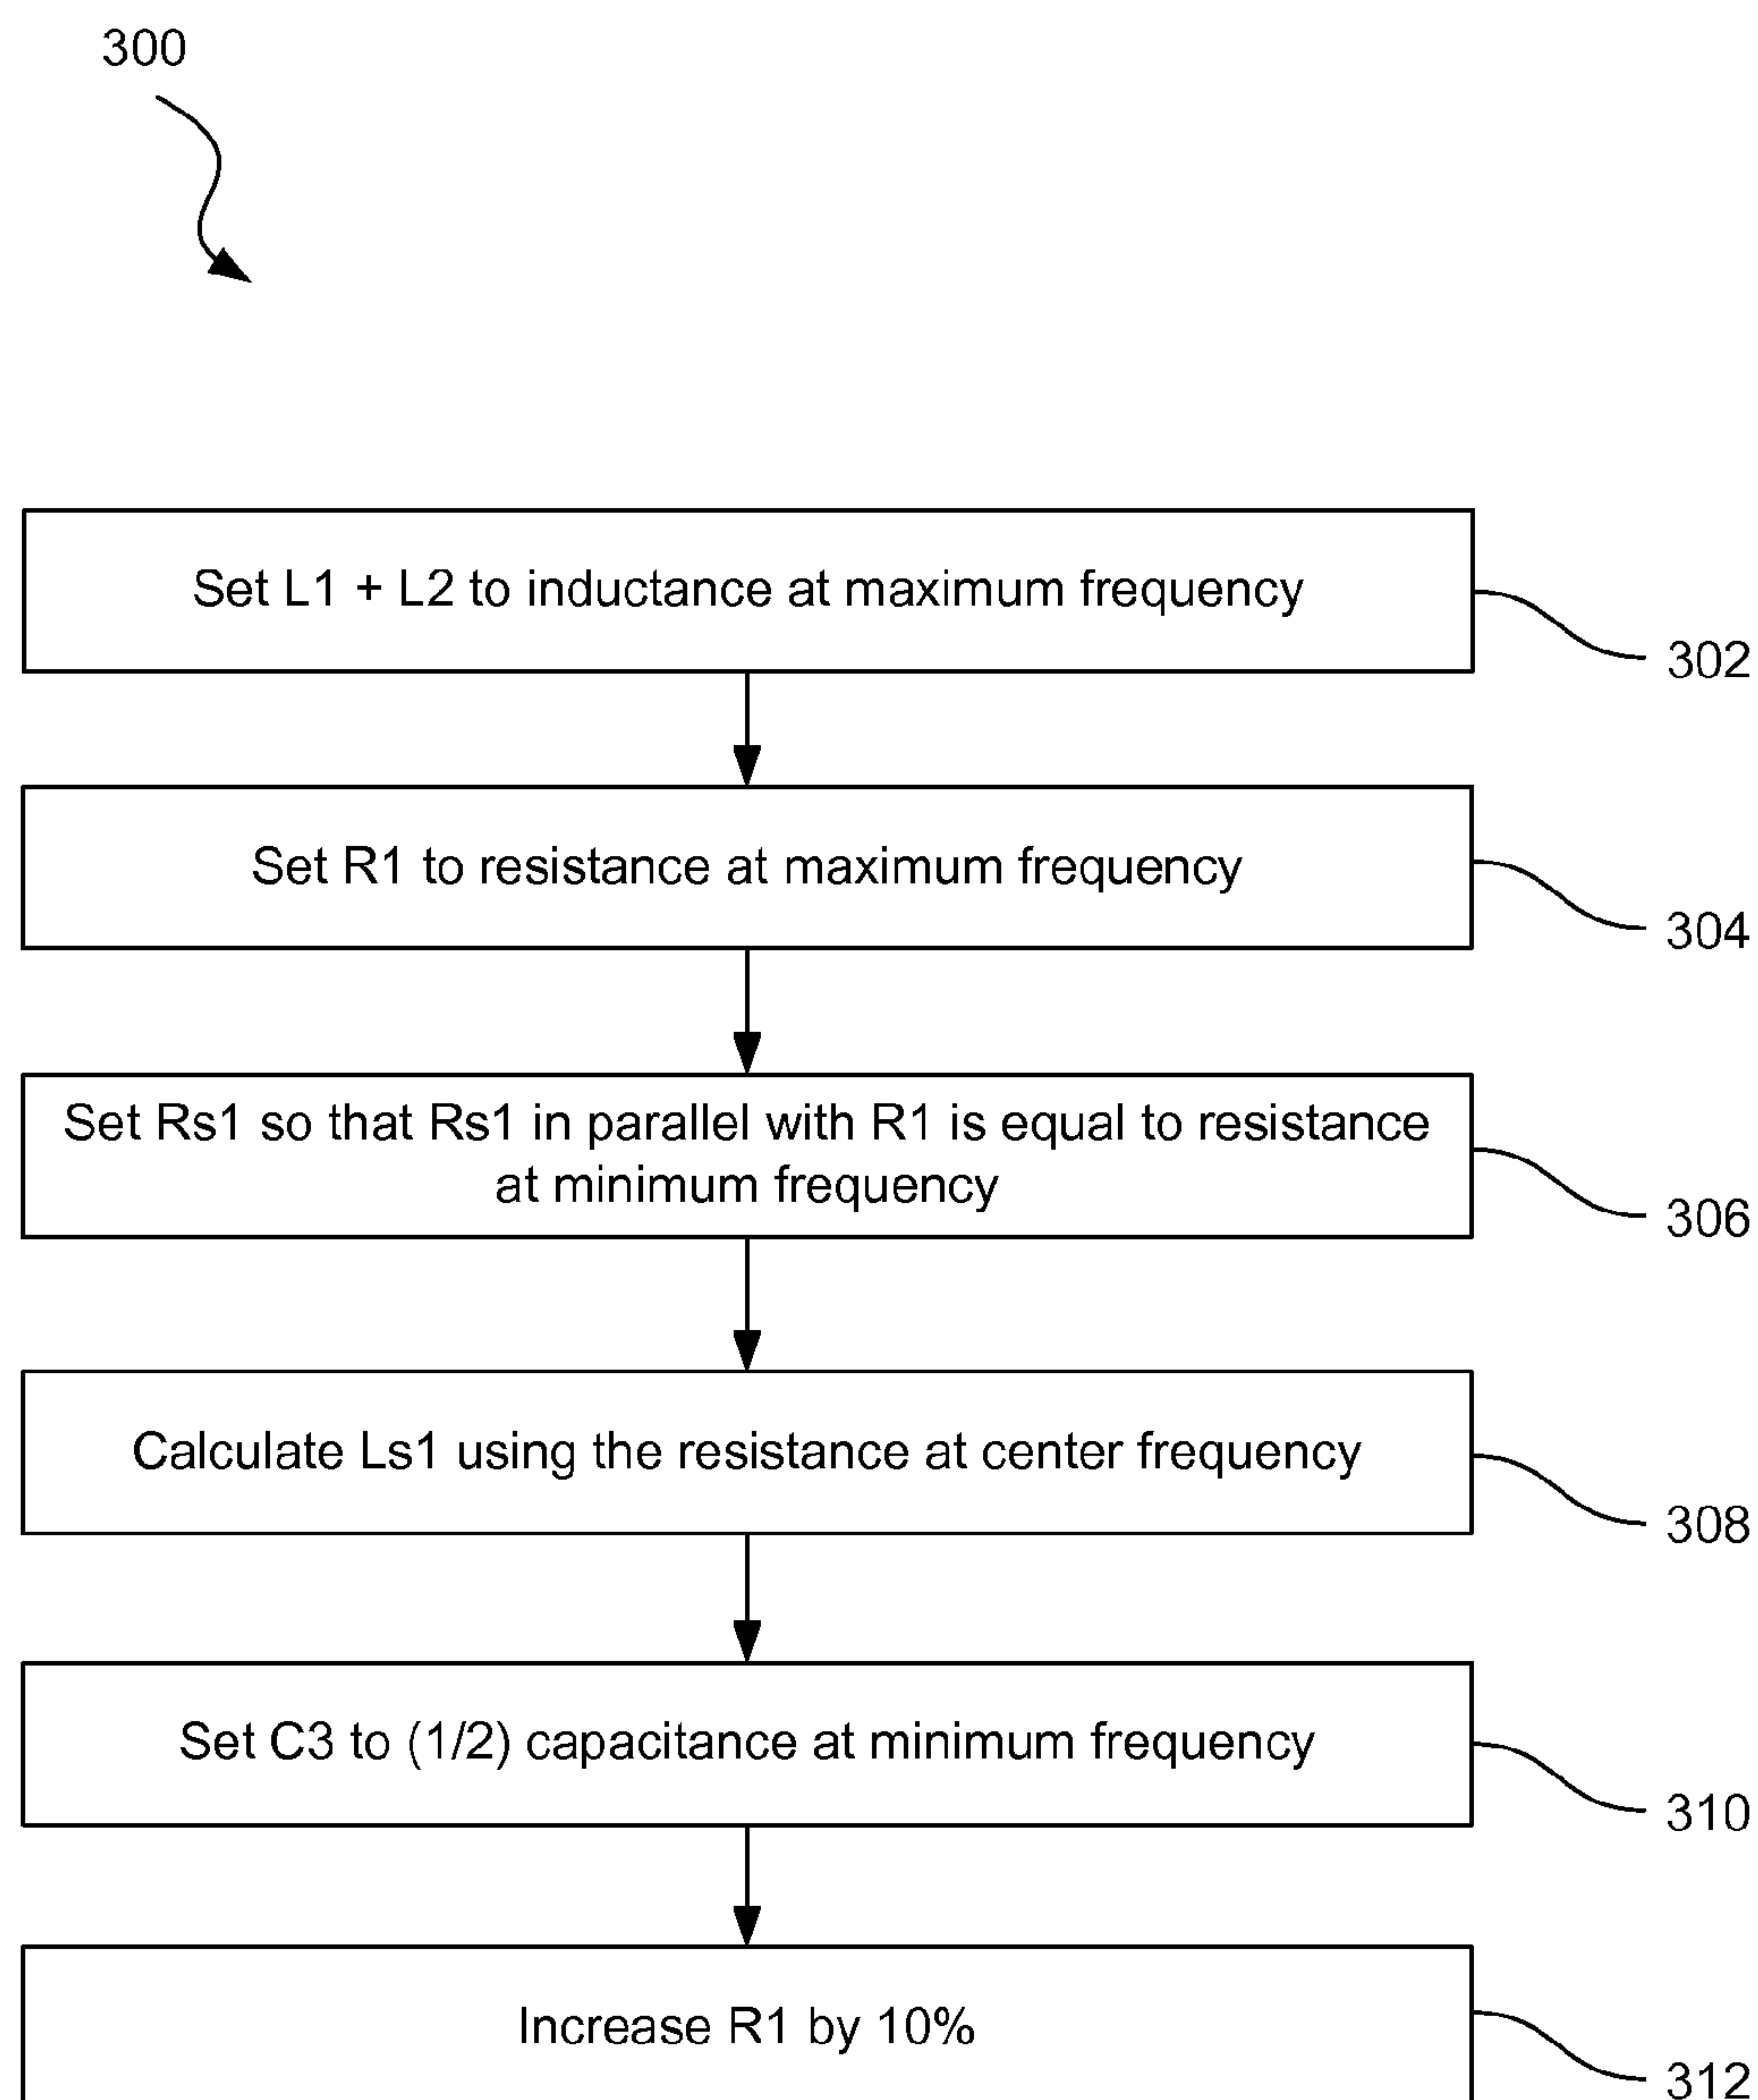 300
Set L1 + L2 to inductance at maximum frequency
302
Set R1 to resistance at maximum frequency
304
Set Rs1 so that Rs1 in parallel with R1 is equal to resistance
at minimum frequency
306
Calculate Ls1 using the resistance at center frequency
308
Set C3 to (1/2) capacitance at minimum frequency
310
Increase R1 by 10%
312